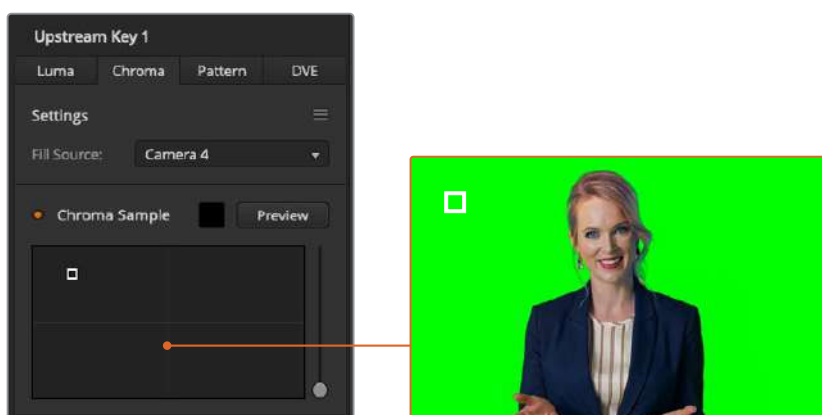 Upstream Key 1
Luma Chroma Pattern DVE
Settings
Fill Source: Camera 4
Chroma Sample Preview